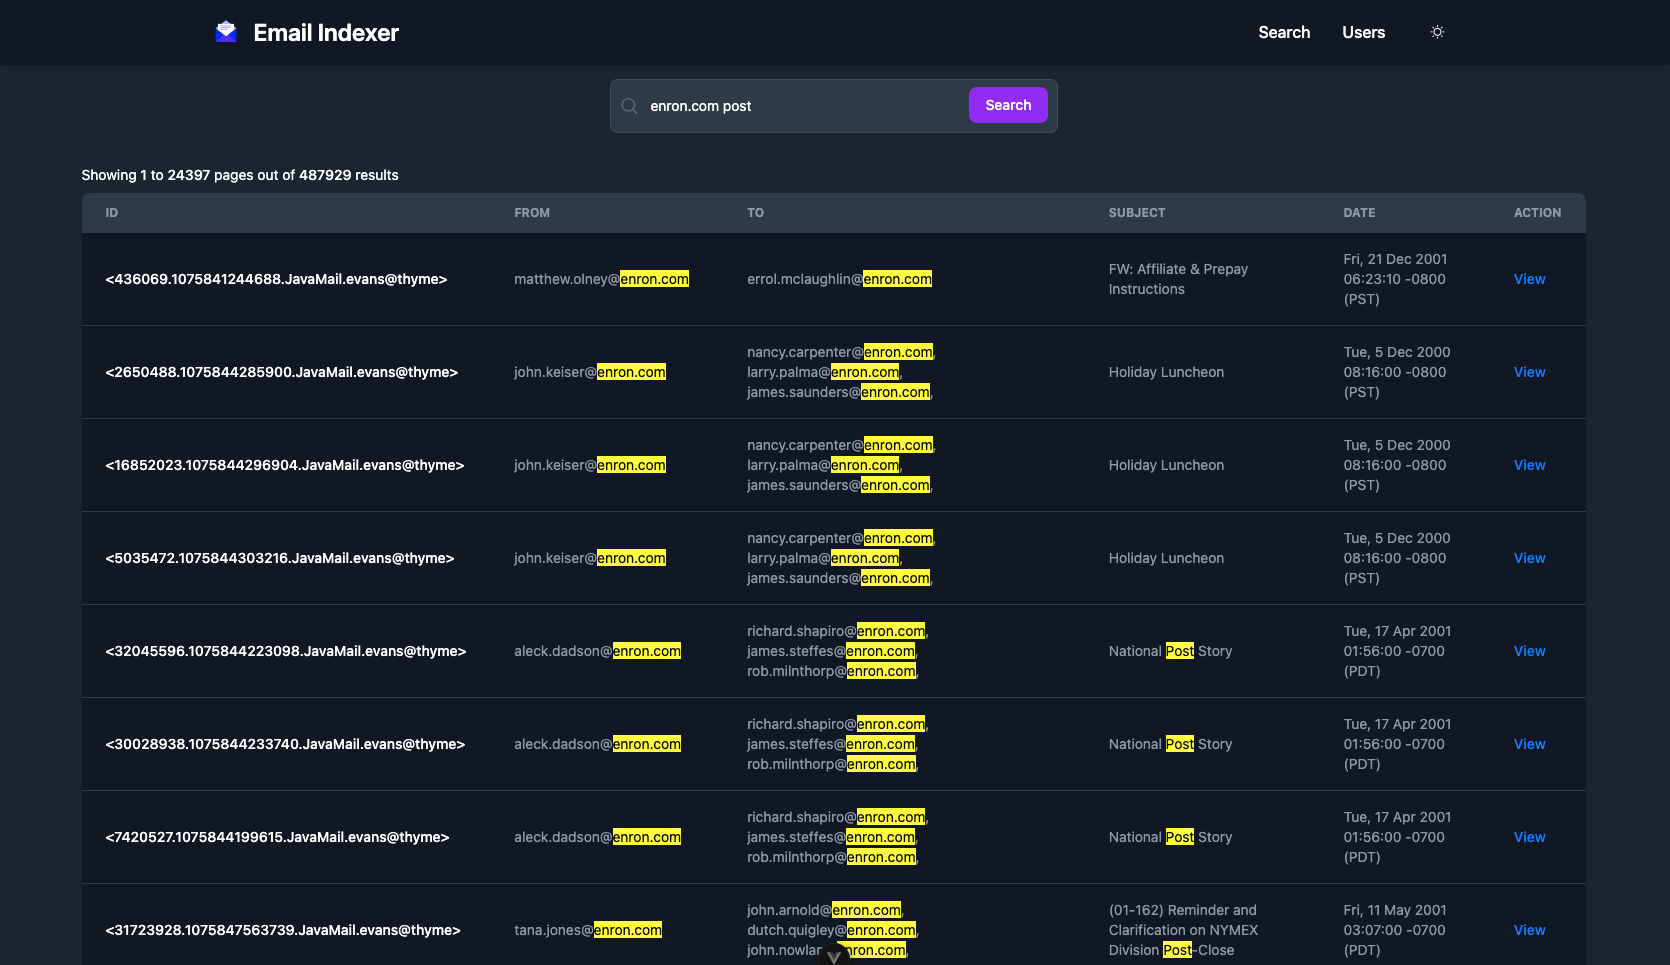 Email Indexer
Search Users
enron.com post Search
Showing 1 to 24397 pages out of 487929 results
ID FROM TO SUBJECT DATE ACTION
<436069.1075841244688.JavaMail.evans@thyme> matthew.olney@enron.com errol.mclaughlin@enron.com FW: Affiliate & Prepay Instructions Fri, 21 Dec 2001 06:23:10 -0800 (PST) View
<2650488.1075844285900.JavaMail.evans@thyme> john.keiser@enron.com nancy.carpenter@enron.com, larry.palma@enron.com, james.saunders@enron.com, Holiday Luncheon Tue, 5 Dec 2000 08:16:00 -0800 (PST) View
<16852023.1075844296904.JavaMail.evans@thyme> john.keiser@enron.com nancy.carpenter@enron.com, larry.palma@enron.com, james.saunders@enron.com, Holiday Luncheon Tue, 5 Dec 2000 08:16:00 -0800 (PST) View
<5035472.1075844303216.JavaMail.evans@thyme> john.keiser@enron.com nancy.carpenter@enron.com, larry.palma@enron.com, james.saunders@enron.com, Holiday Luncheon Tue, 5 Dec 2000 08:16:00 -0800 (PST) View
<32045596.1075844223098.JavaMail.evans@thyme> aleck.dadson@enron.com richard.shapiro@enron.com, james.steffes@enron.com, rob.milnthorp@enron.com, National Post Story Tue, 17 Apr 2001 01:56:00 -0700 (PDT) View
<30028938.1075844233740.JavaMail.evans@thyme> aleck.dadson@enron.com richard.shapiro@enron.com, james.steffes@enron.com, rob.milnthorp@enron.com, National Post Story Tue, 17 Apr 2001 01:56:00 -0700 (PDT) View
<7420527.1075844199615.JavaMail.evans@thyme> aleck.dadson@enron.com richard.shapiro@enron.com, james.steffes@enron.com, rob.milnthorp@enron.com, National Post Story Tue, 17 Apr 2001 01:56:00 -0700 (PDT) View
<31723928.1075847563739.JavaMail.evans@thyme> tana.jones@enron.com john.arnold@enron.com, dutch.quigley@enron.com, (01-162) Reminder and Clarification on NYMEX Division Post-Close Fri, 11 May 2001 03:07:00 -0700 (PDT) View